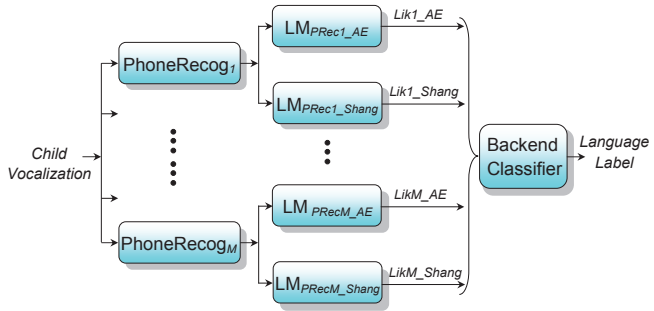 Child
Vocalization
PhoneRecog1
PhoneRecogM
LMPRec1_AE
LMPRec1_Shang
LM PRecM_AE
LMPRecM_Shang
Lik1_AE
Lik1_Shang
LikM_AE
LikM_Shang
Backend
Classifier
Language
Label